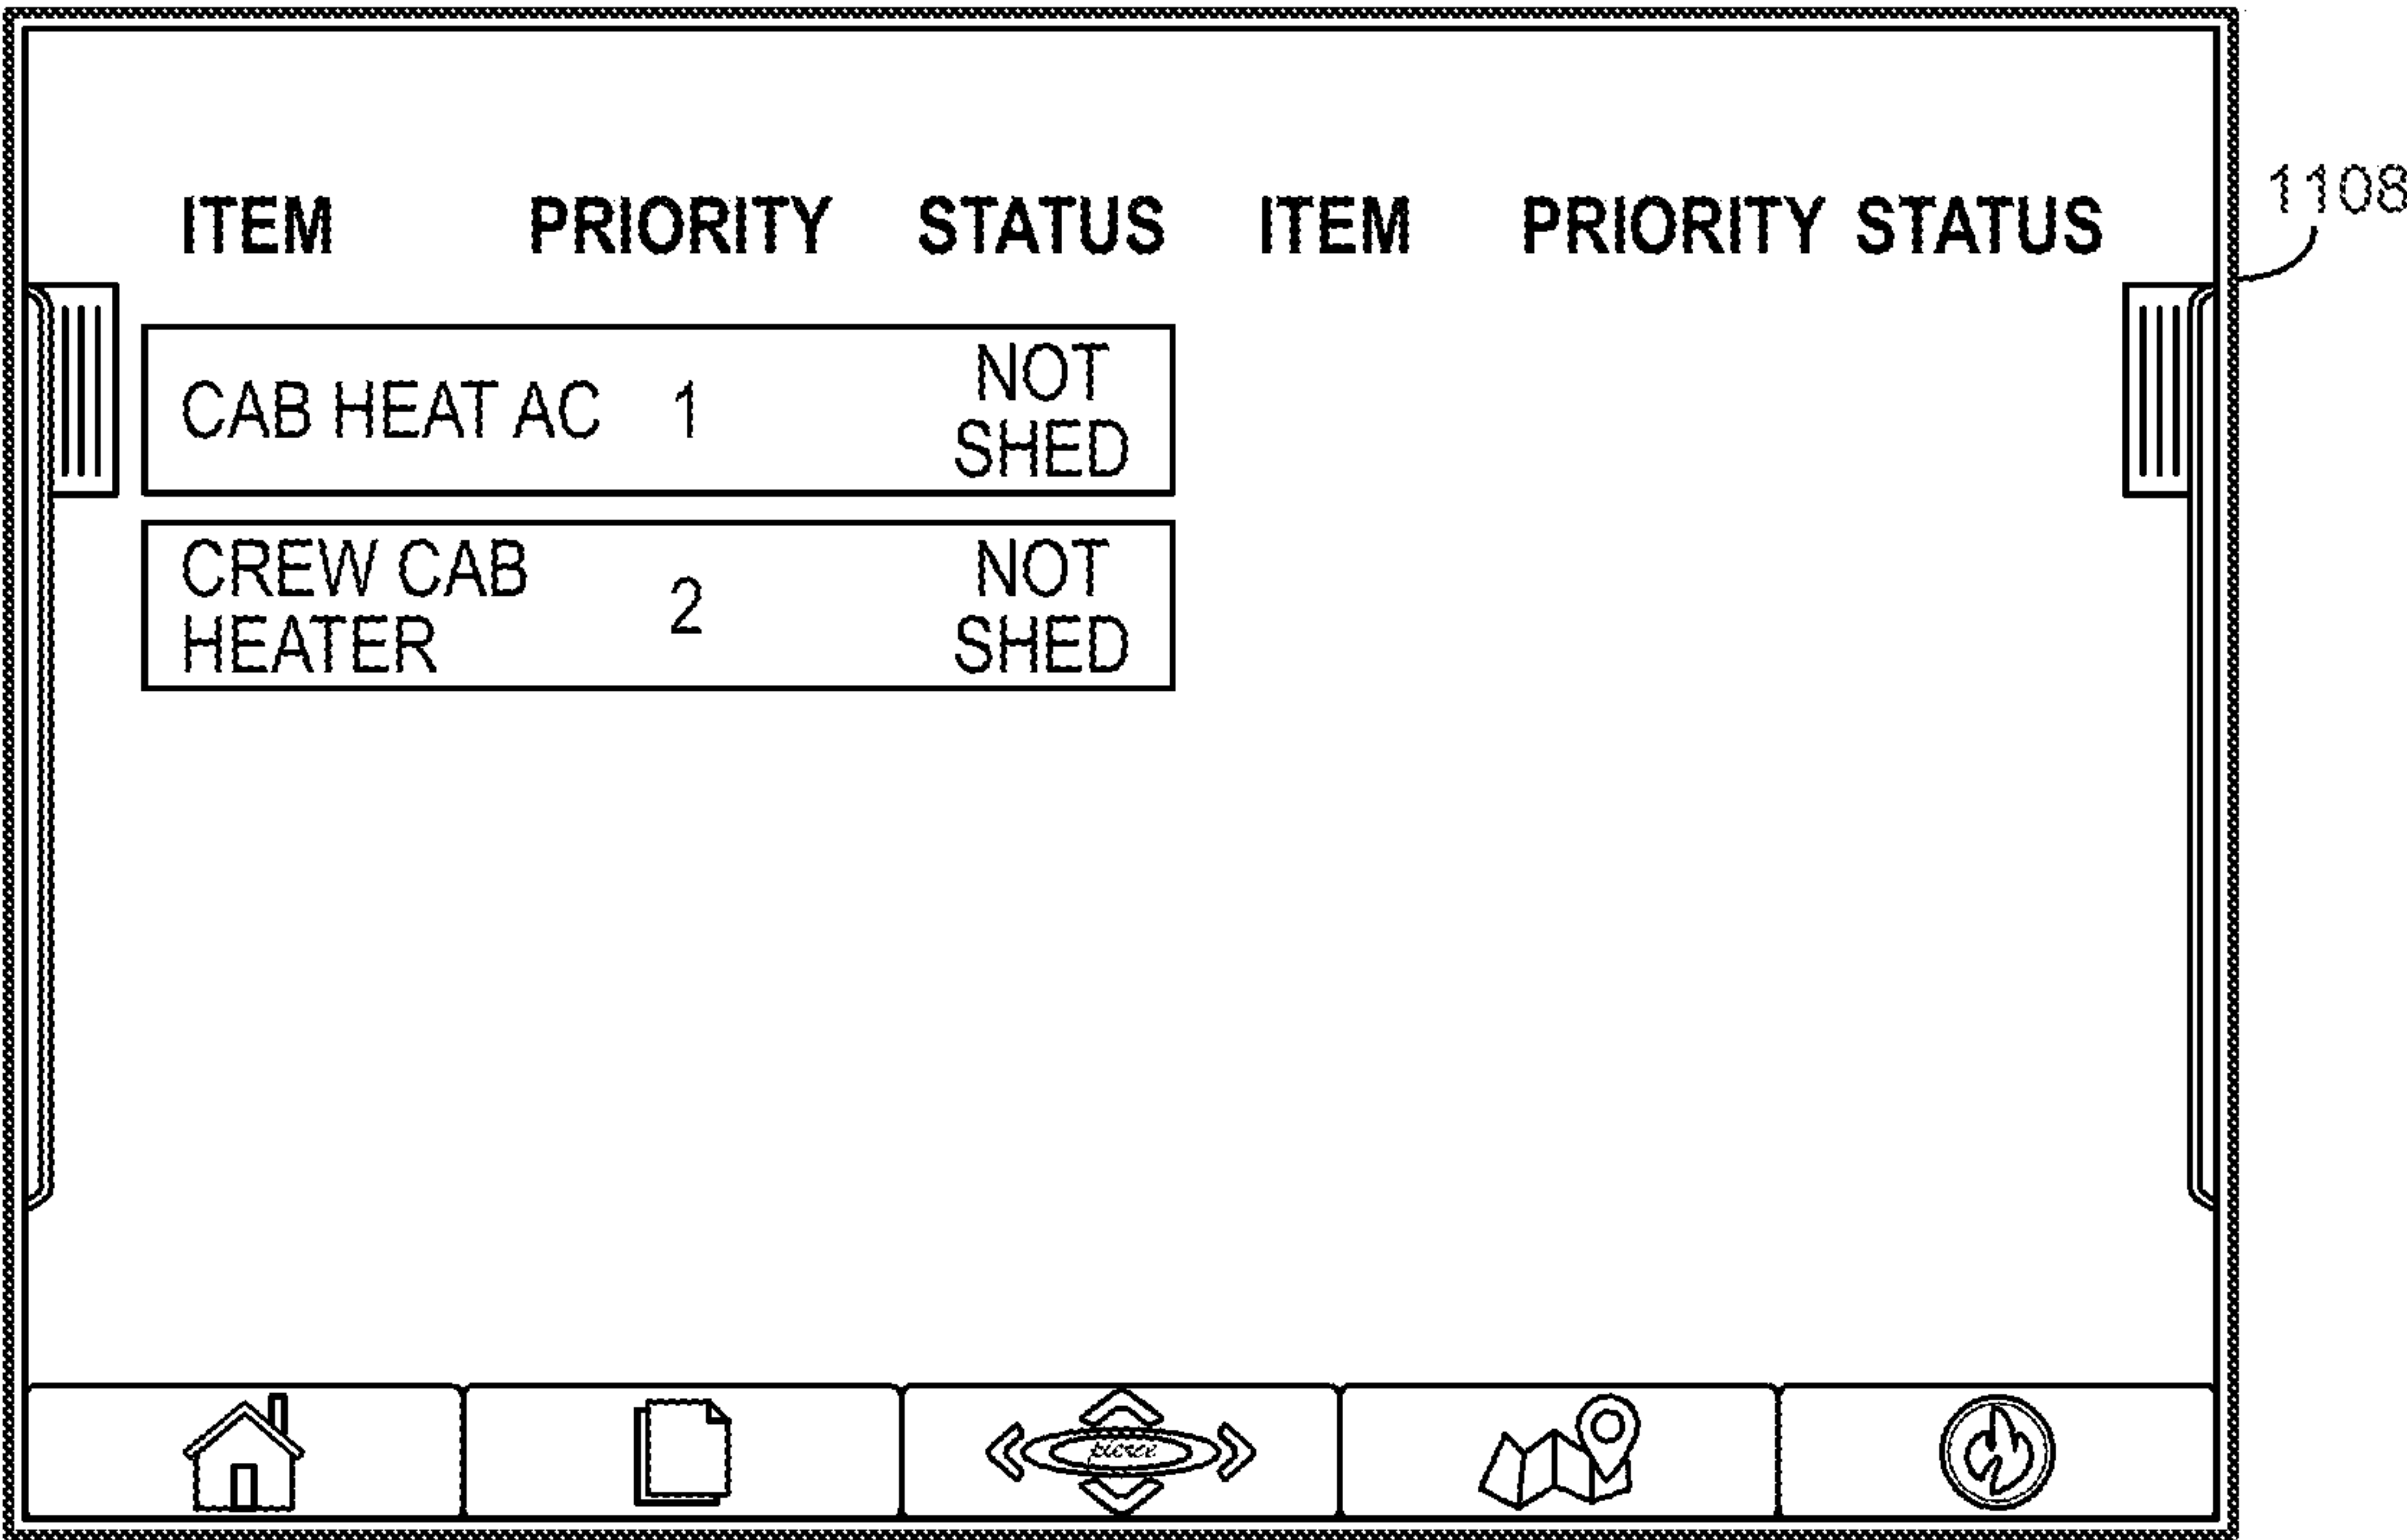 1108
ITEM PRIORITY STATUS ITEM PRIORITY STATUS
CAB HEAT AC 1 NOT SHED
CREW CAB HEATER 2 NOT SHED
pierce